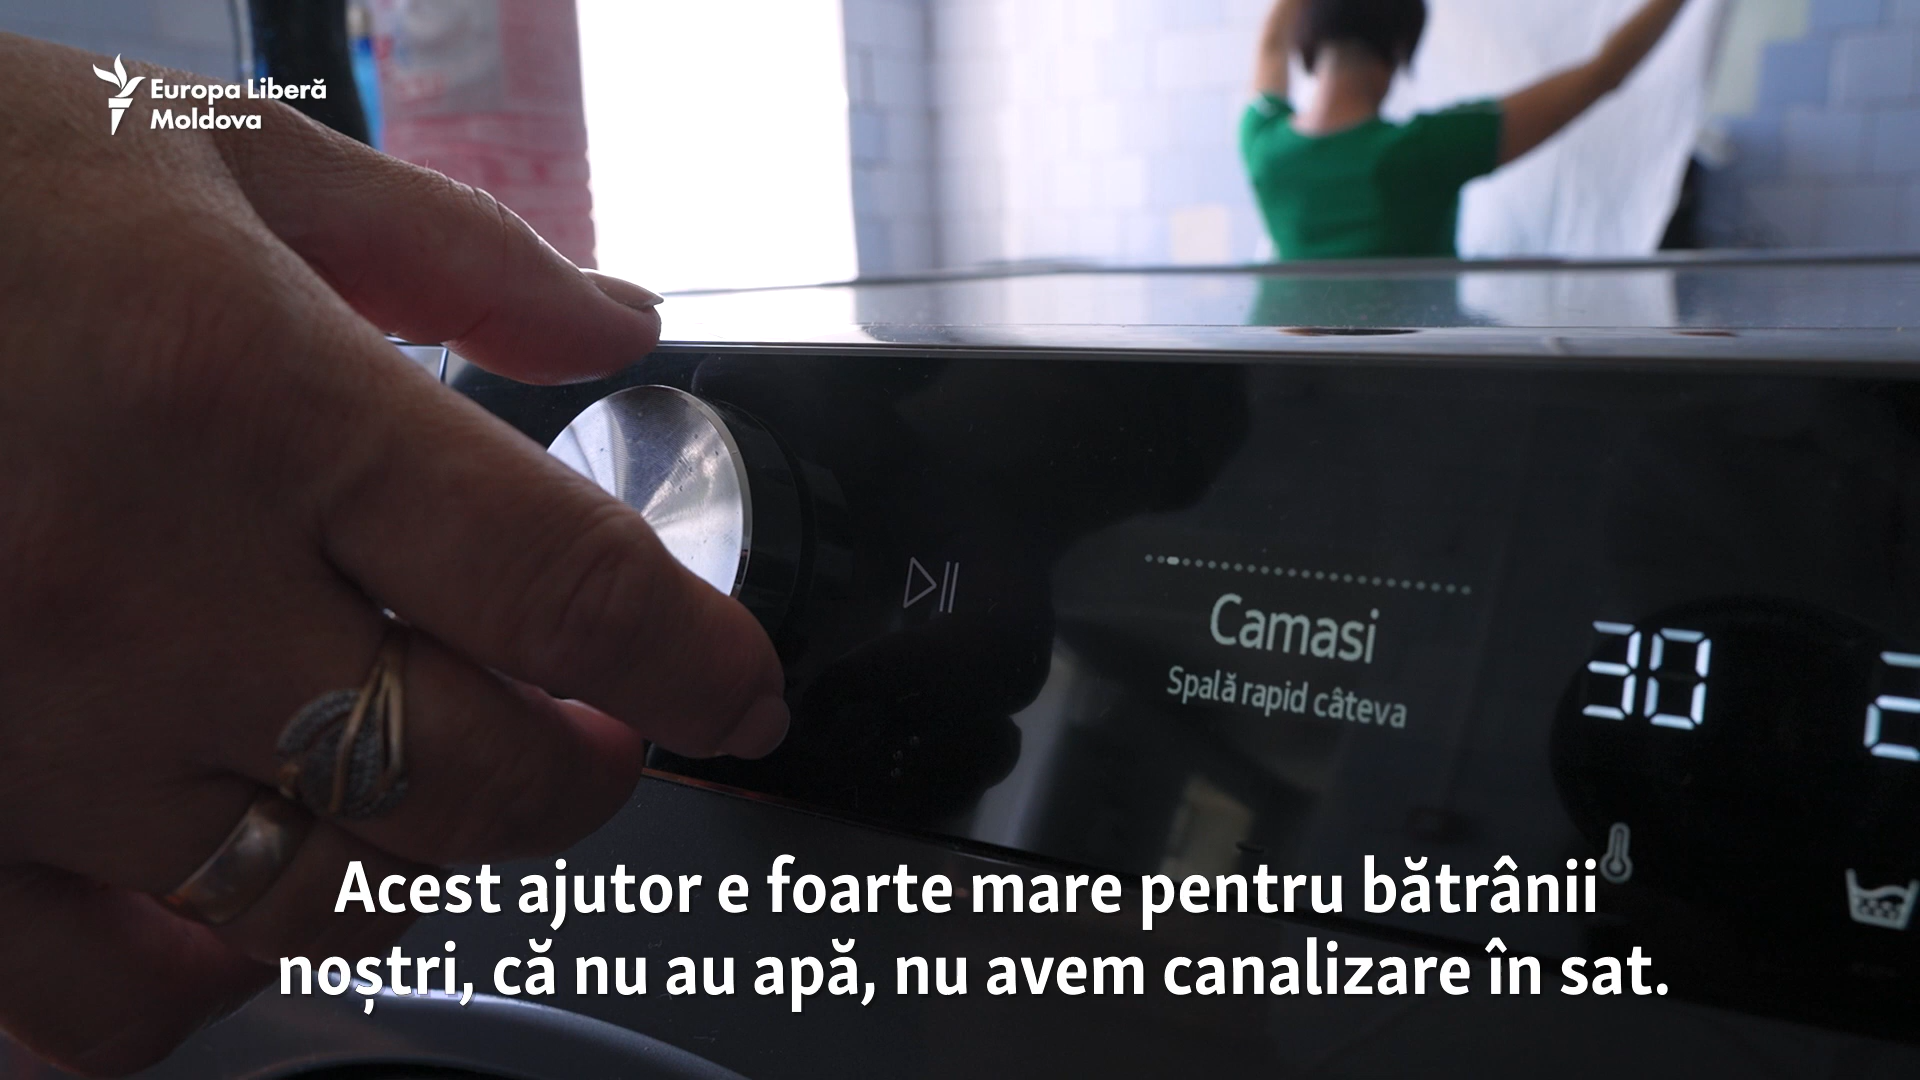 Europa Liberă
Moldova
Camasi
Spală rapid câteva
30
2
Acest ajutor e foarte mare pentru bătrânii
noștri, că nu au apă, nu avem canalizare în sat.